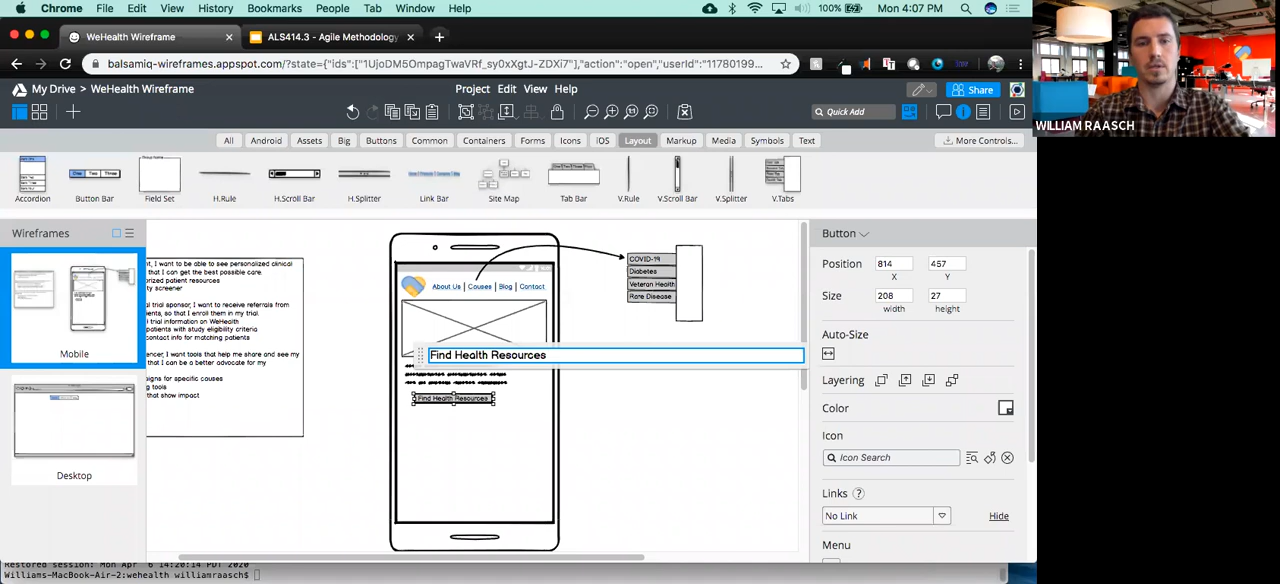 Chrome File Edit View History Bookmarks People Tab Window Help 100% Mon 4:07 PM
WeHealth Wireframe
ALS414.3 - Agile Methodology
balsamiq-wireframes.appspot.com/?state={"ids":["1UjoDM5OmpagTwaVRf_sy0xXgtJ-ZDXi7"],"action":"open","userId":"11780199...
My Drive > WeHealth Wireframe
Project Edit View Help
Share
Quick Add
All Android Assets Big Buttons Common Containers Forms Icons iOS Layout Markup Media Symbols Text
More Controls...
Accordion Button Bar Field Set H.Rule H.Scroll Bar H.Splitter Link Bar Site Map Tab Bar V.Rule V.Scroll Bar V.Splitter V.Tabs
WILLIAM RAASCH
Wireframes
Mobile
Desktop
t, I want to be able to see personalized clinical
that I can get the best possible care.
orized patient resources
ty screener
al trial sponsor, I want to receive referrals from
ents, so that I enroll them in my trial.
l trial information on WeHealth
patients with study eligibility criteria
contact info for matching patients
encer, I want tools that help me share and see my
that I can be a better advocate for my
aigns for specific causes
ng tools
that show impact
About Us | Causes | Blog | Contact
COVID-19
Diabetes
Veteran Health
Rare Disease
Find Health Resources
Find Health Resources
Button
Position 814 457
X Y
Size 208 27
width height
Auto-Size
Layering
Color
Icon
Icon Search
Links ?
No Link Hide
Menu
Restored session: Mon Apr 6 14:20:14 PDT 2020
Williams-MacBook-Air-2:wehealth williamraasch$